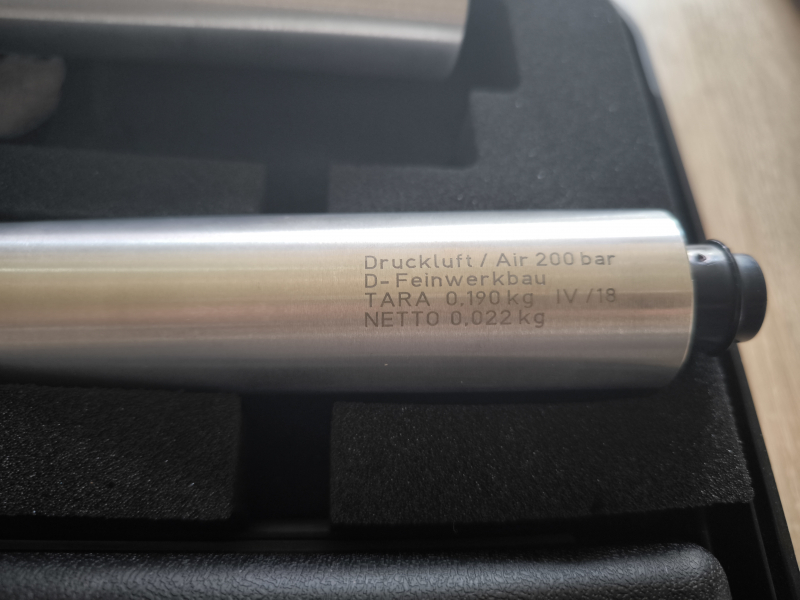 Druckluft / Air 200 bar
D-Feinwerkbau
TARA 0,190 kg IV /18
NETTO 0,022 kg